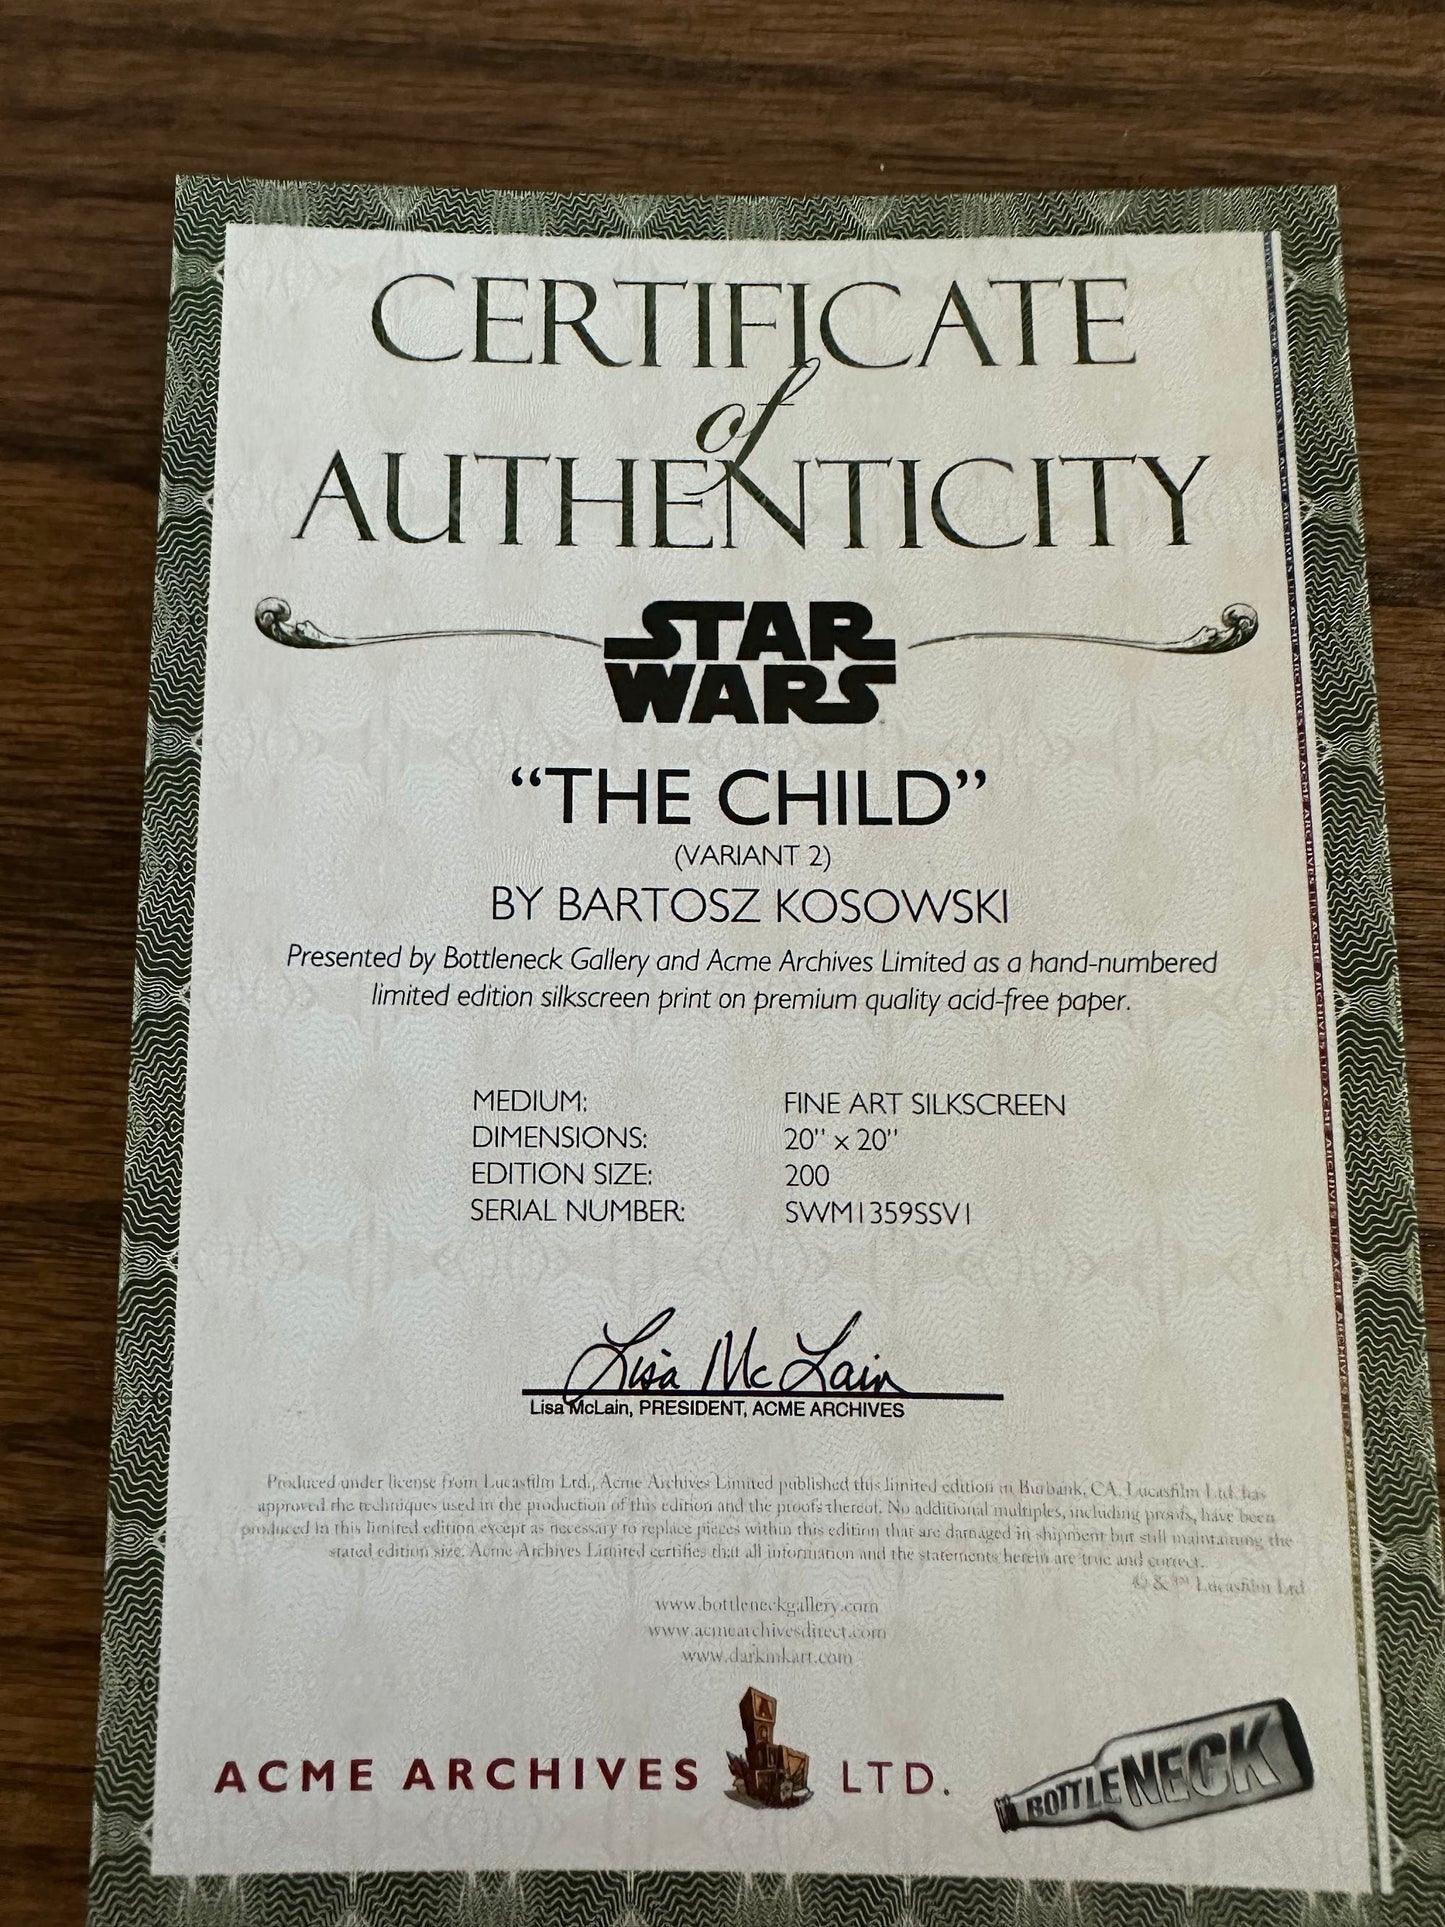 CERTIFICATE
of
AUTHENTICITY
STAR
WARS
“THE CHILD”
(VARIANT 2)
BY BARTOSZ KOSOWSKI
Presented by Bottleneck Gallery and Acme Archives Limited as a hand-numbered
limited edition silkscreen print on premium quality acid-free paper.
MEDIUM: FINE ART SILKSCREEN
DIMENSIONS: 20" x 20"
EDITION SIZE: 200
SERIAL NUMBER: SWM1359SSV1
Lisa McLain
Lisa McLain, PRESIDENT, ACME ARCHIVES
Produced under license from Lucasfilm Ltd., Acme Archives Limited published this limited edition in Burbank, CA. Lucasfilm Ltd. has
approved the techniques used in the production of this edition and the proofs thereof. No additional multiples, including proofs, have been
produced in this limited edition except as necessary to replace pieces within this edition that are damaged in shipment but still maintaining the
stated edition size. Acme Archives Limited certifies that all information and the statements herein are true and correct.
© & ™ Lucasfilm Ltd
www.bottleneckgallery.com
www.acmearchivesdirect.com
www.darkinkart.com
ACME ARCHIVES LTD.
BOTTLENECK